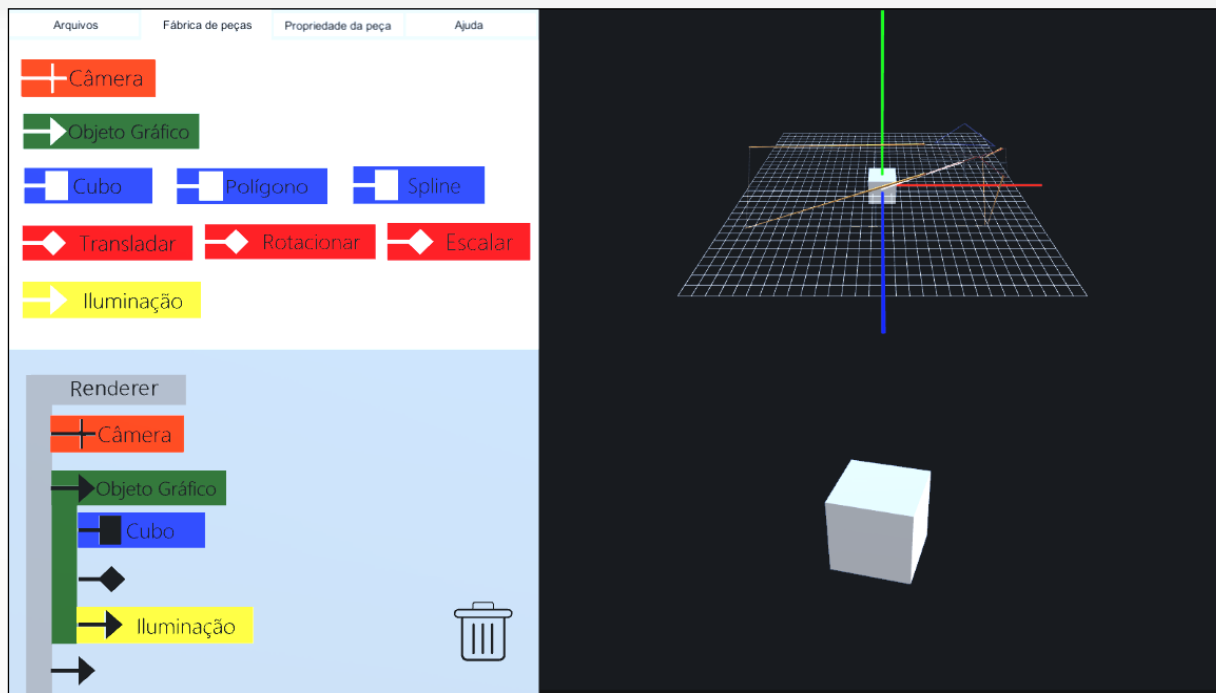 Arquivos Fábrica de peças Propriedade da peça Ajuda
Câmera
Objeto Gráfico
Cubo Polígono Spline
Transladar Rotacionar Escalar
Iluminação
Renderer
Câmera
Objeto Gráfico
Cubo
Iluminação